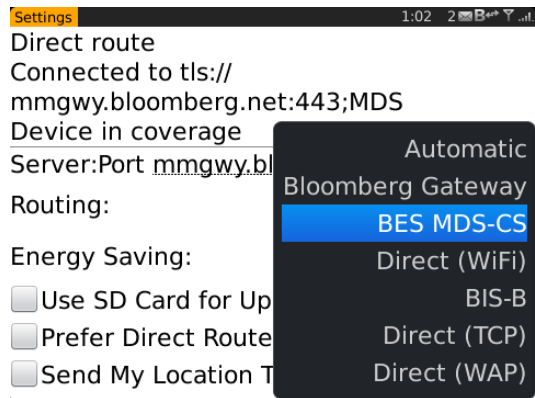 Settings 1:02 2
Direct route
Connected to tls://
mmgwy.bloomberg.net:443;MDS
Device in coverage
Server:Port mmgwy.bl
Routing:
Energy Saving:
Use SD Card for Up
Prefer Direct Route
Send My Location T
Automatic
Bloomberg Gateway
BES MDS-CS
Direct (WiFi)
BIS-B
Direct (TCP)
Direct (WAP)